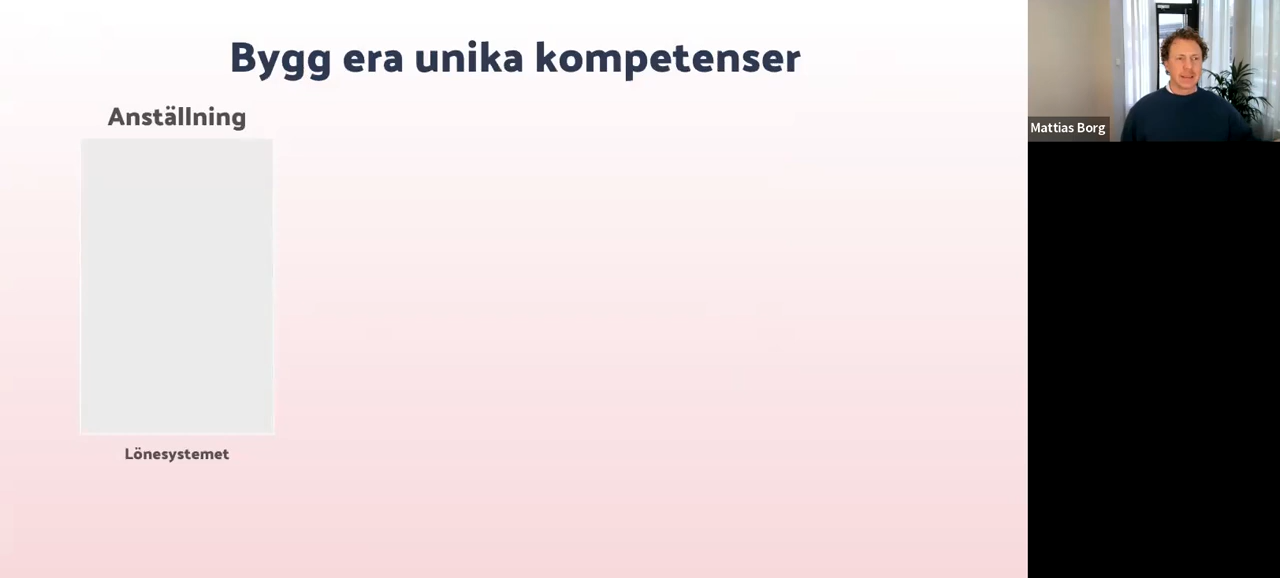 Bygg era unika kompetenser
Anställning
Lönesystemet
Mattias Borg